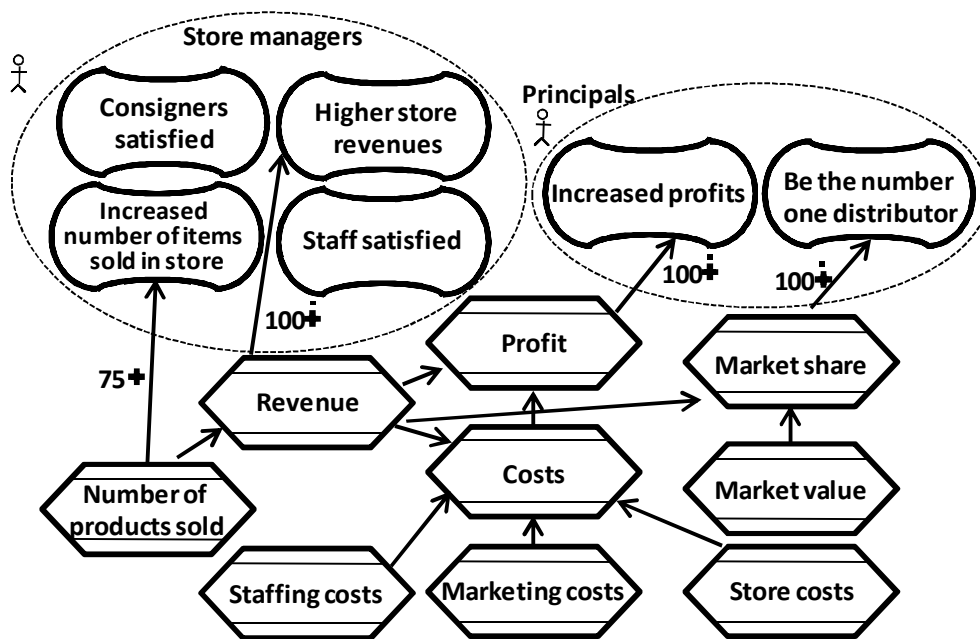 Store managers
Consigners
satisfied
Higher store
revenues
Principals
Increased
number of items
sold in store
Staff satisfied
Increased profits
Be the number
one distributor
100
100
100
75
Profit
Market share
Revenue
Costs
Market value
Number of
products sold
Staffing costs
Marketing costs
Store costs